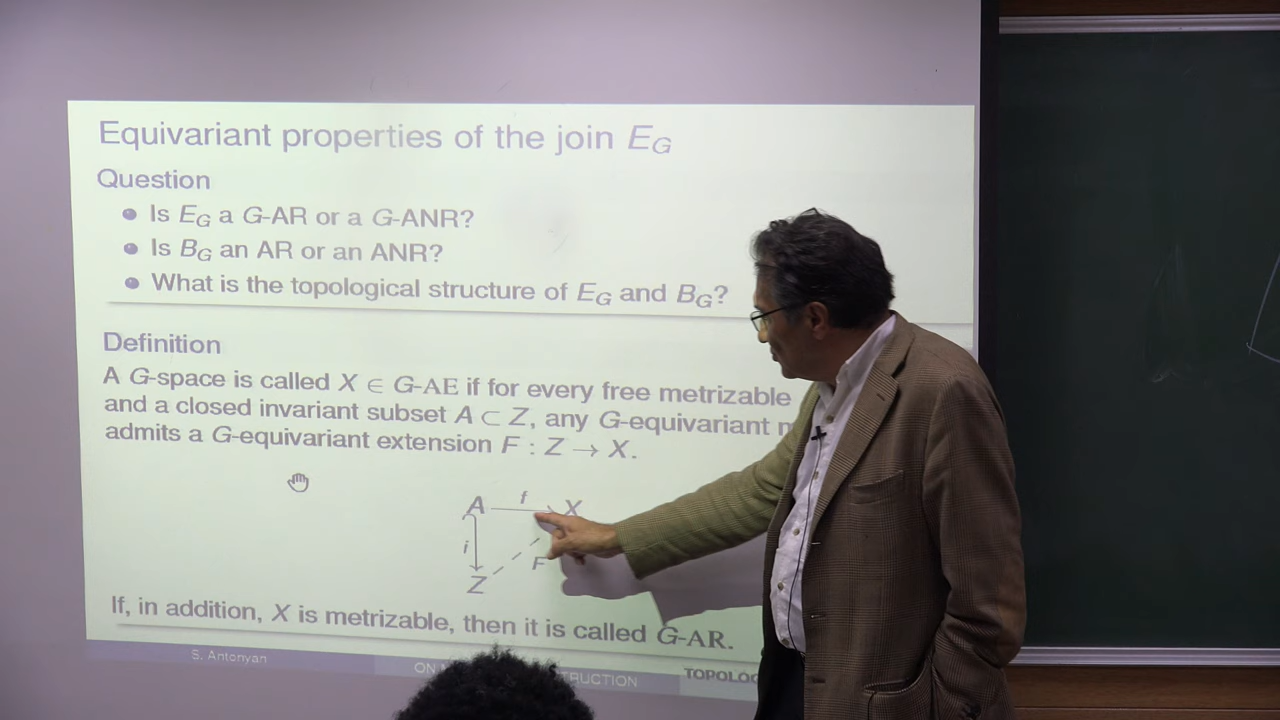 Equivariant properties of the join E_G
Question
Is E_G a G-AR or a G-ANR?
Is B_G an AR or an ANR?
What is the topological structure of E_G and B_G?
Definition
A G-space is called X ∈ G-AE if for every free metrizable
and a closed invariant subset A ⊂ Z, any G-equivariant
admits a G-equivariant extension F : Z → X.
A f X
i F
Z
If, in addition, X is metrizable, then it is called G-AR.
S. Antonyan ON